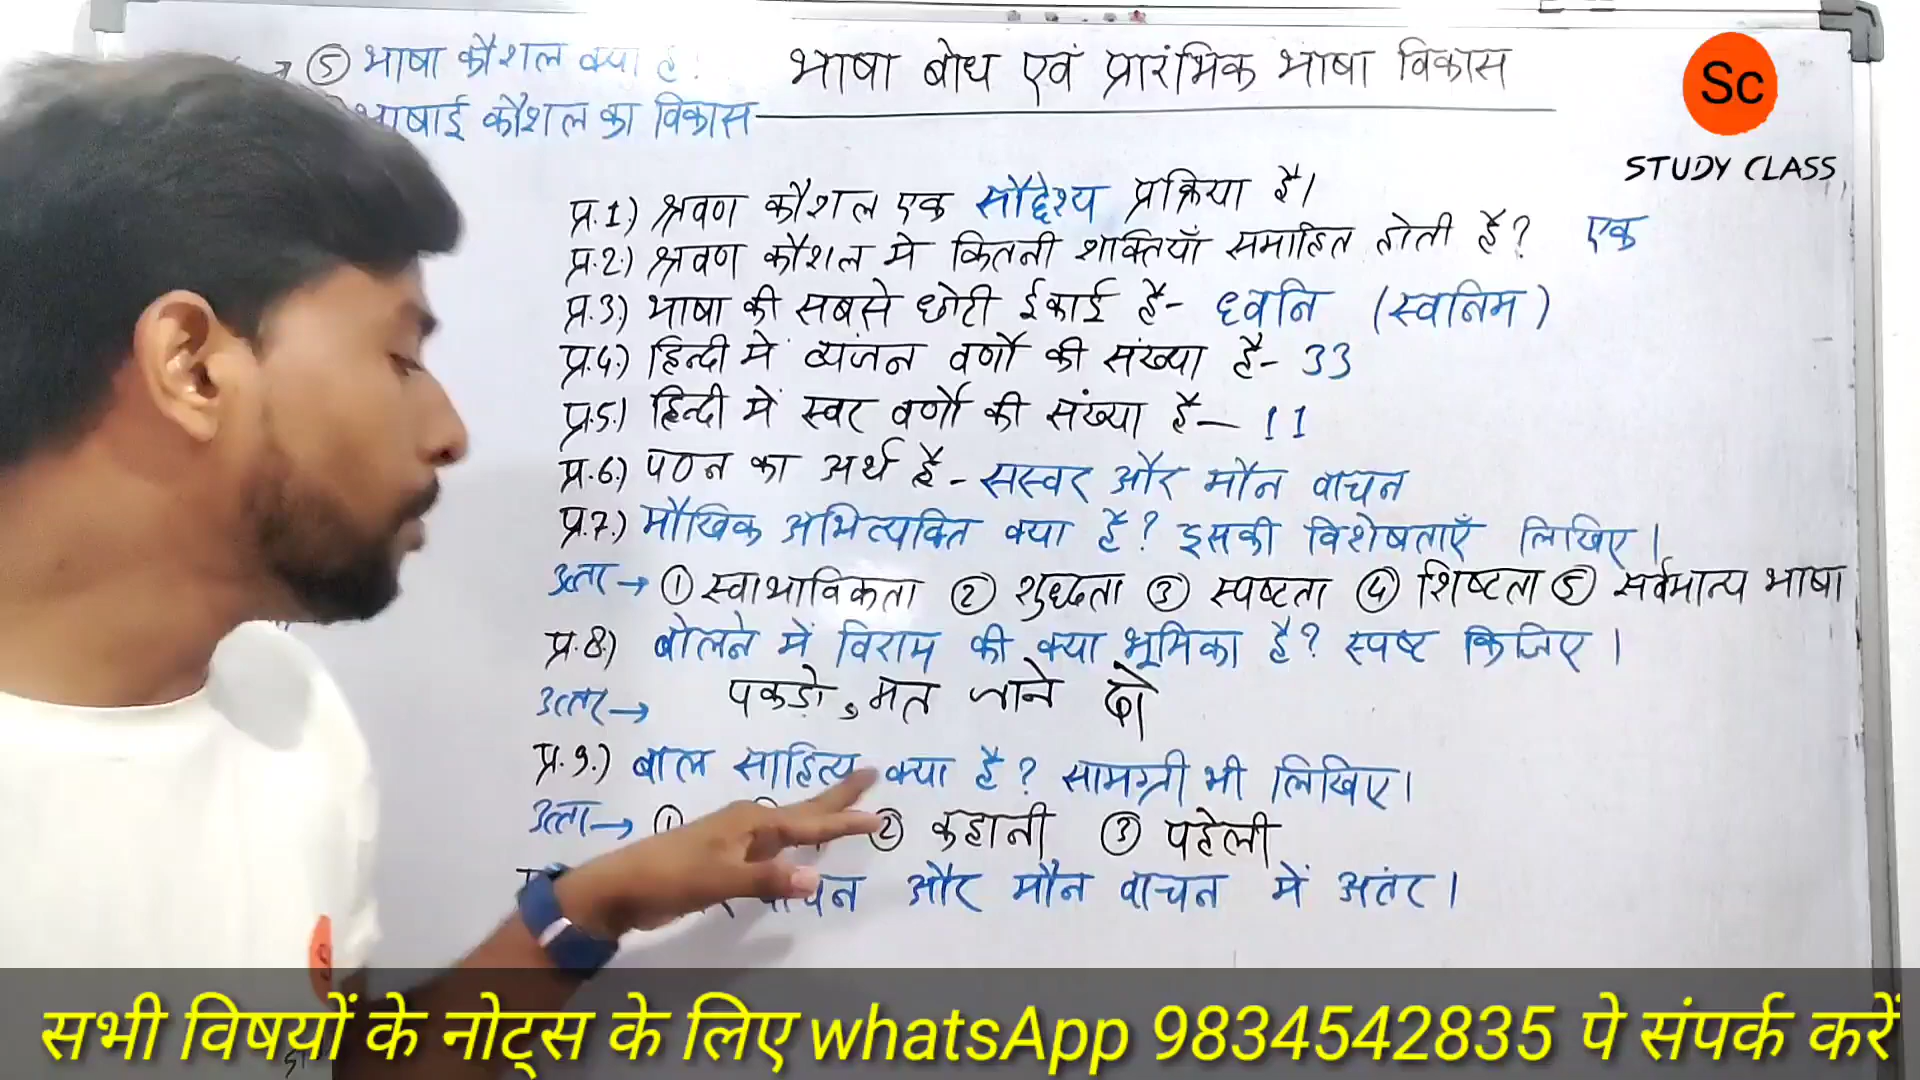 ⑤ भाषा कौशल क्या है
भाषाई कौशल का विकास
भाषा बोध एवं प्रारंभिक भाषा विकास
Sc
STUDY CLASS
प्र.1) श्रवण कौशल एक सौद्देश्य प्रक्रिया है।
प्र.2) श्रवण कौशल मे कितनी शक्तियाँ समाहित होती है? एक
प्र.3) भाषा की सबसे छोटी ईकाई है- ध्वनि (स्वनिम)
प्र.4) हिन्दी में व्यंजन वर्णो की संख्या है- 33
प्र.5) हिन्दी में स्वर वर्णो की संख्या है- 11
प्र.6) पठन का अर्थ है- सस्वर और मौन वाचन
प्र.7) मौखिक अभिव्यक्ति क्या है? इसकी विशेषताएँ लिखिए।
उत्तर → ① स्वाभाविकता ② शुध्दता ③ स्पष्टता ④ शिष्टता ⑤ सर्वमान्य भाषा
प्र.8) बोलने में विराम की क्या भूमिका है? स्पष्ट किजिए।
उत्तर → पकडो, मत जाने दो
प्र.9) बाल साहित्य क्या है? सामग्री भी लिखिए।
उत्तर → ① ② कहानी ③ पहेली
वाचन और मौन वाचन में अतंर।
सभी विषयों के नोट्स के लिए whatsApp 9834542835 पे संपर्क करें